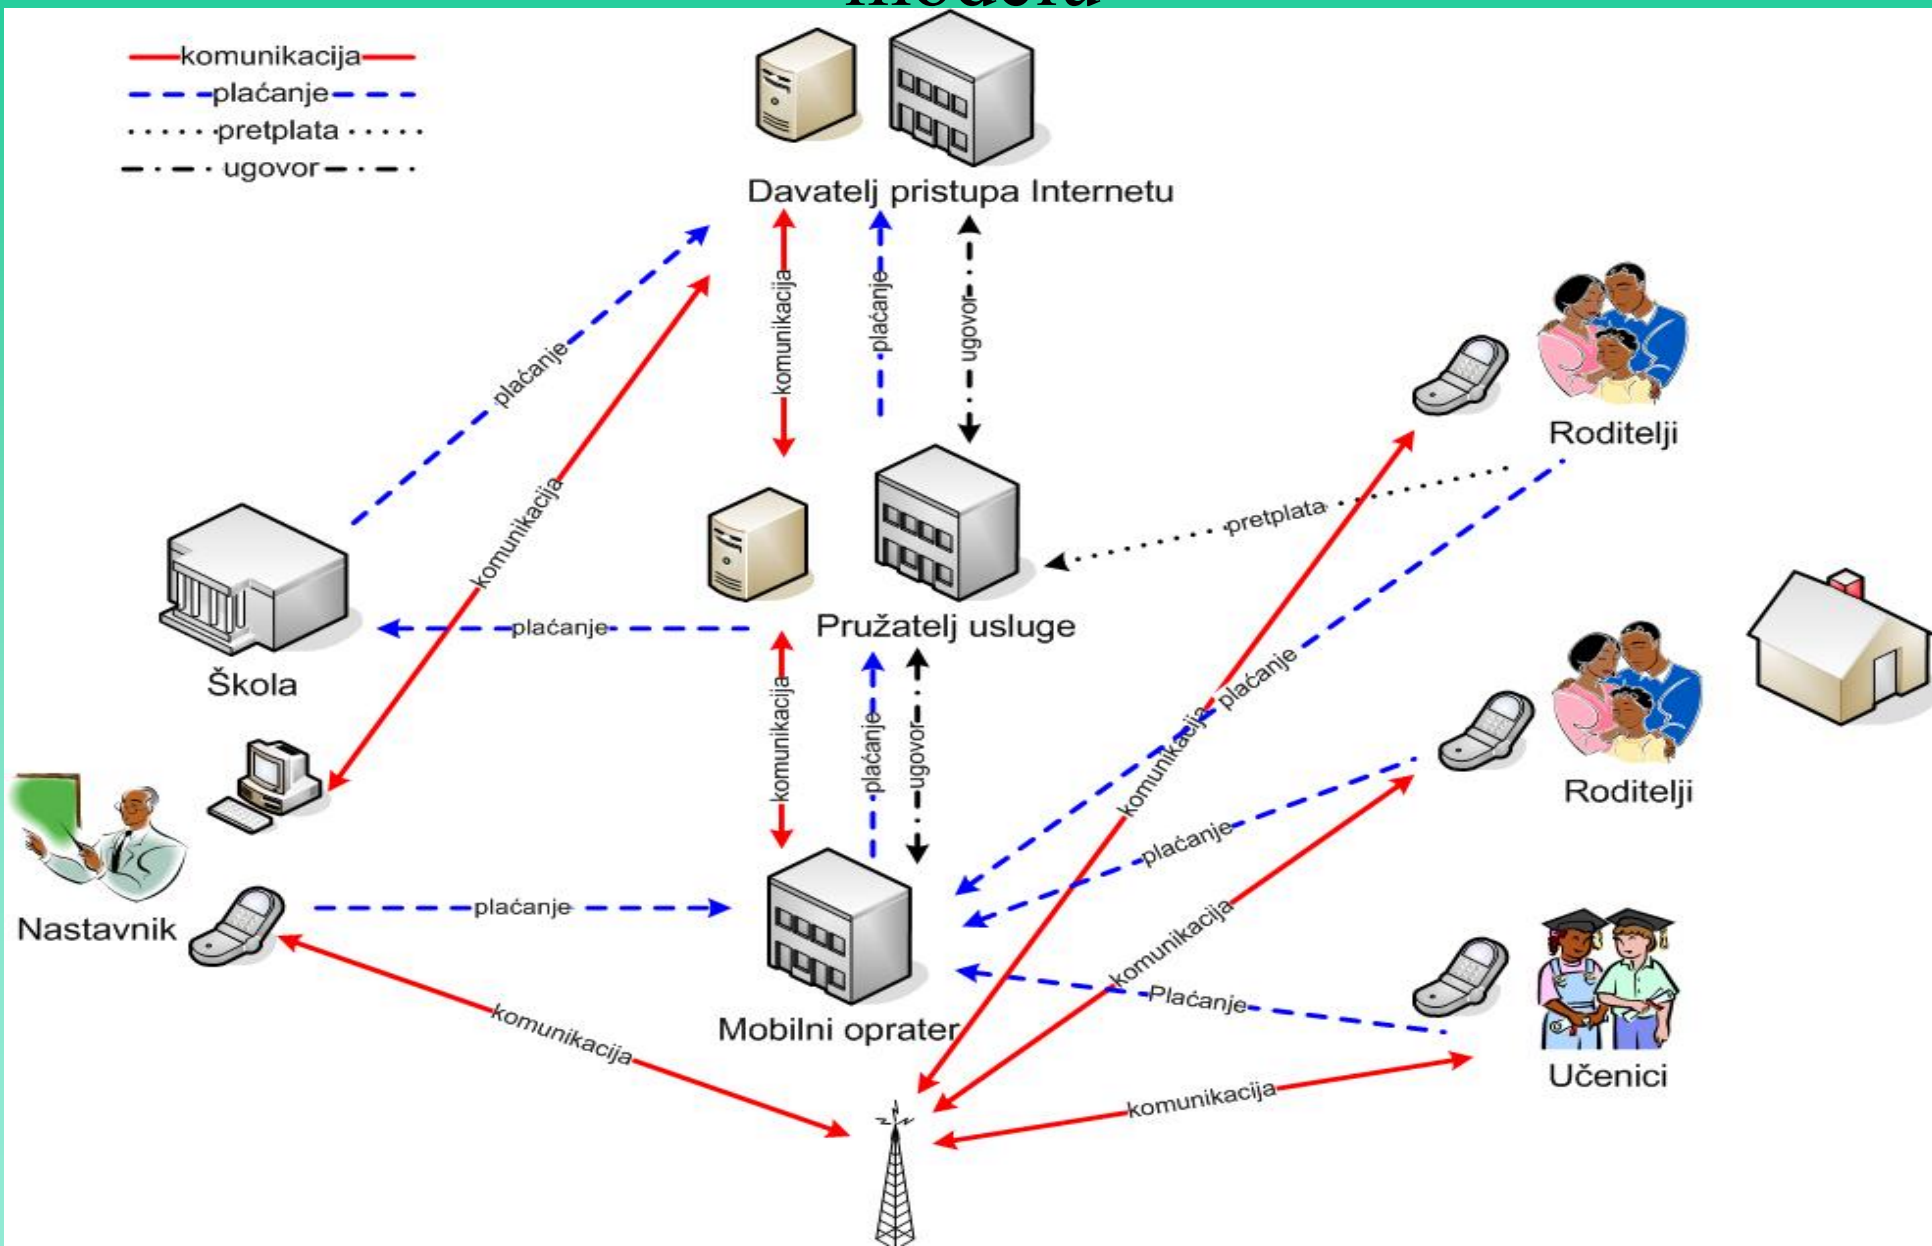 komunikacija
plaćanje
pretplata
ugovor
Davatelj pristupa Internetu
komunikacija
plaćanje
ugovor
plaćanje
komunikacija
Roditelji
pretplata
Škola
plaćanje
Pružatelj usluge
plaćanje
komunikacija
komunikacija
plaćanje
ugovor
Roditelji
plaćanje
Nastavnik
plaćanje
komunikacija
Mobilni oprater
Plaćanje
komunikacija
Učenici
komunikacija